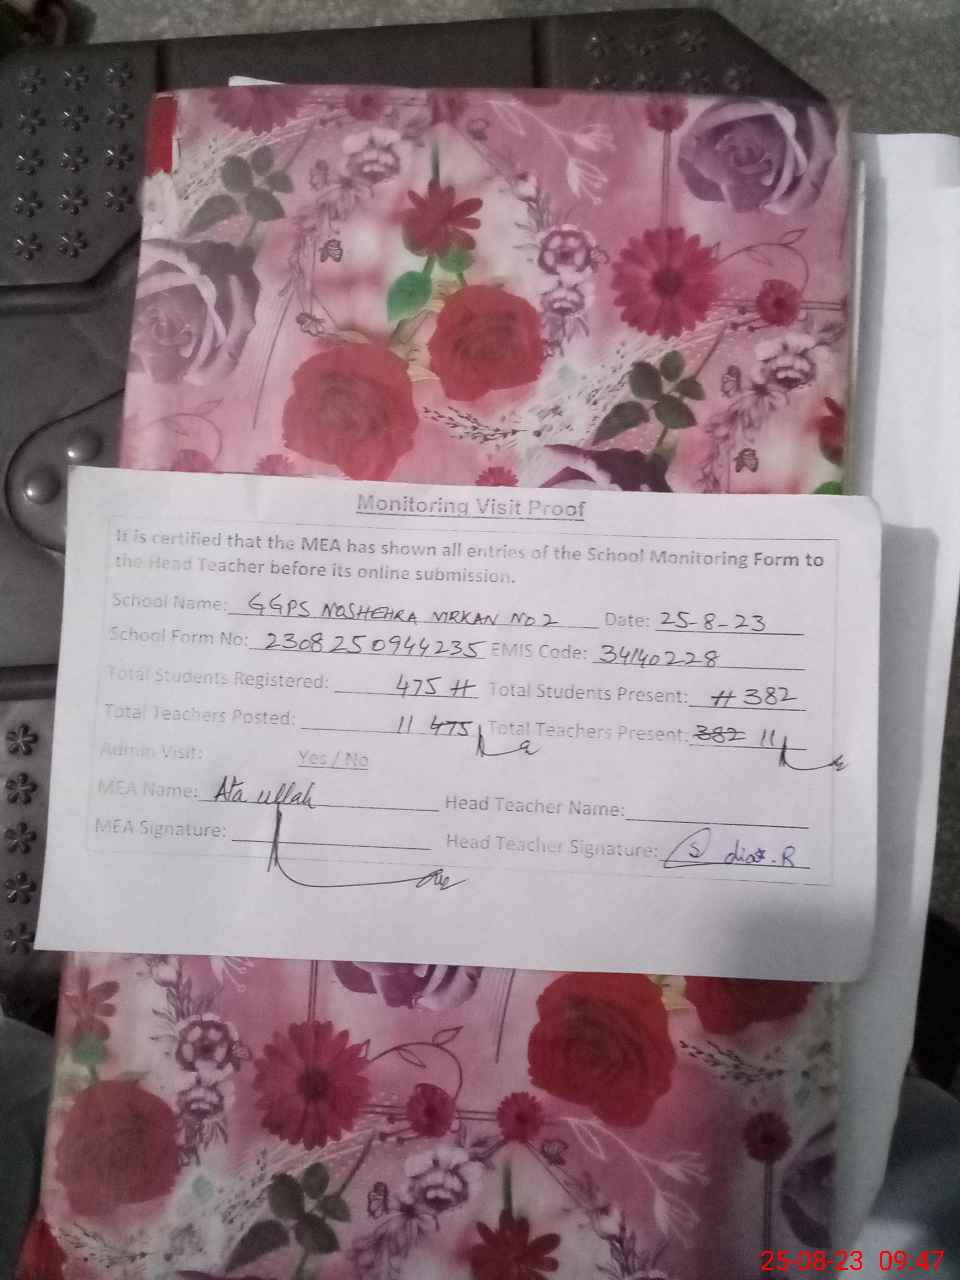 Monitoring Visit Proof
It is certified that the MEA has shown all entries of the School Monitoring Form to
the Head Teacher before its online submission.
School Name: GGPS NOSHEHRA VIRKAN NO 2 Date: 25-8-23
School Form No: 2308250944235 EMIS Code: 34140228
Total Students Registered: 475 # Total Students Present: # 382
Total Teachers Posted: 11 475 Total Teachers Present: 382 11
Admin Visit: Yes / No
MEA Name: Ata ullah Head Teacher Name:
MEA Signature: Head Teacher Signature:
25-08-23 09:47